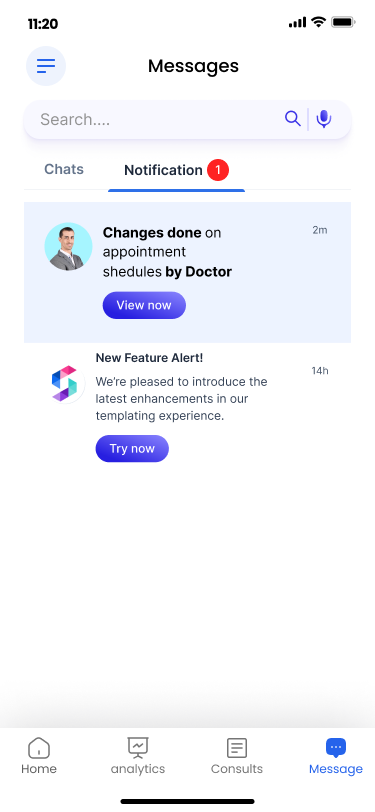 11:20
Messages
Search....
Chats
Notification 1
Changes done on
appointment
shedules by Doctor
2m
View now
New Feature Alert!
14h
We're pleased to introduce the
latest enhancements in our
templating experience.
Try now
Home
analytics
Consults
Message